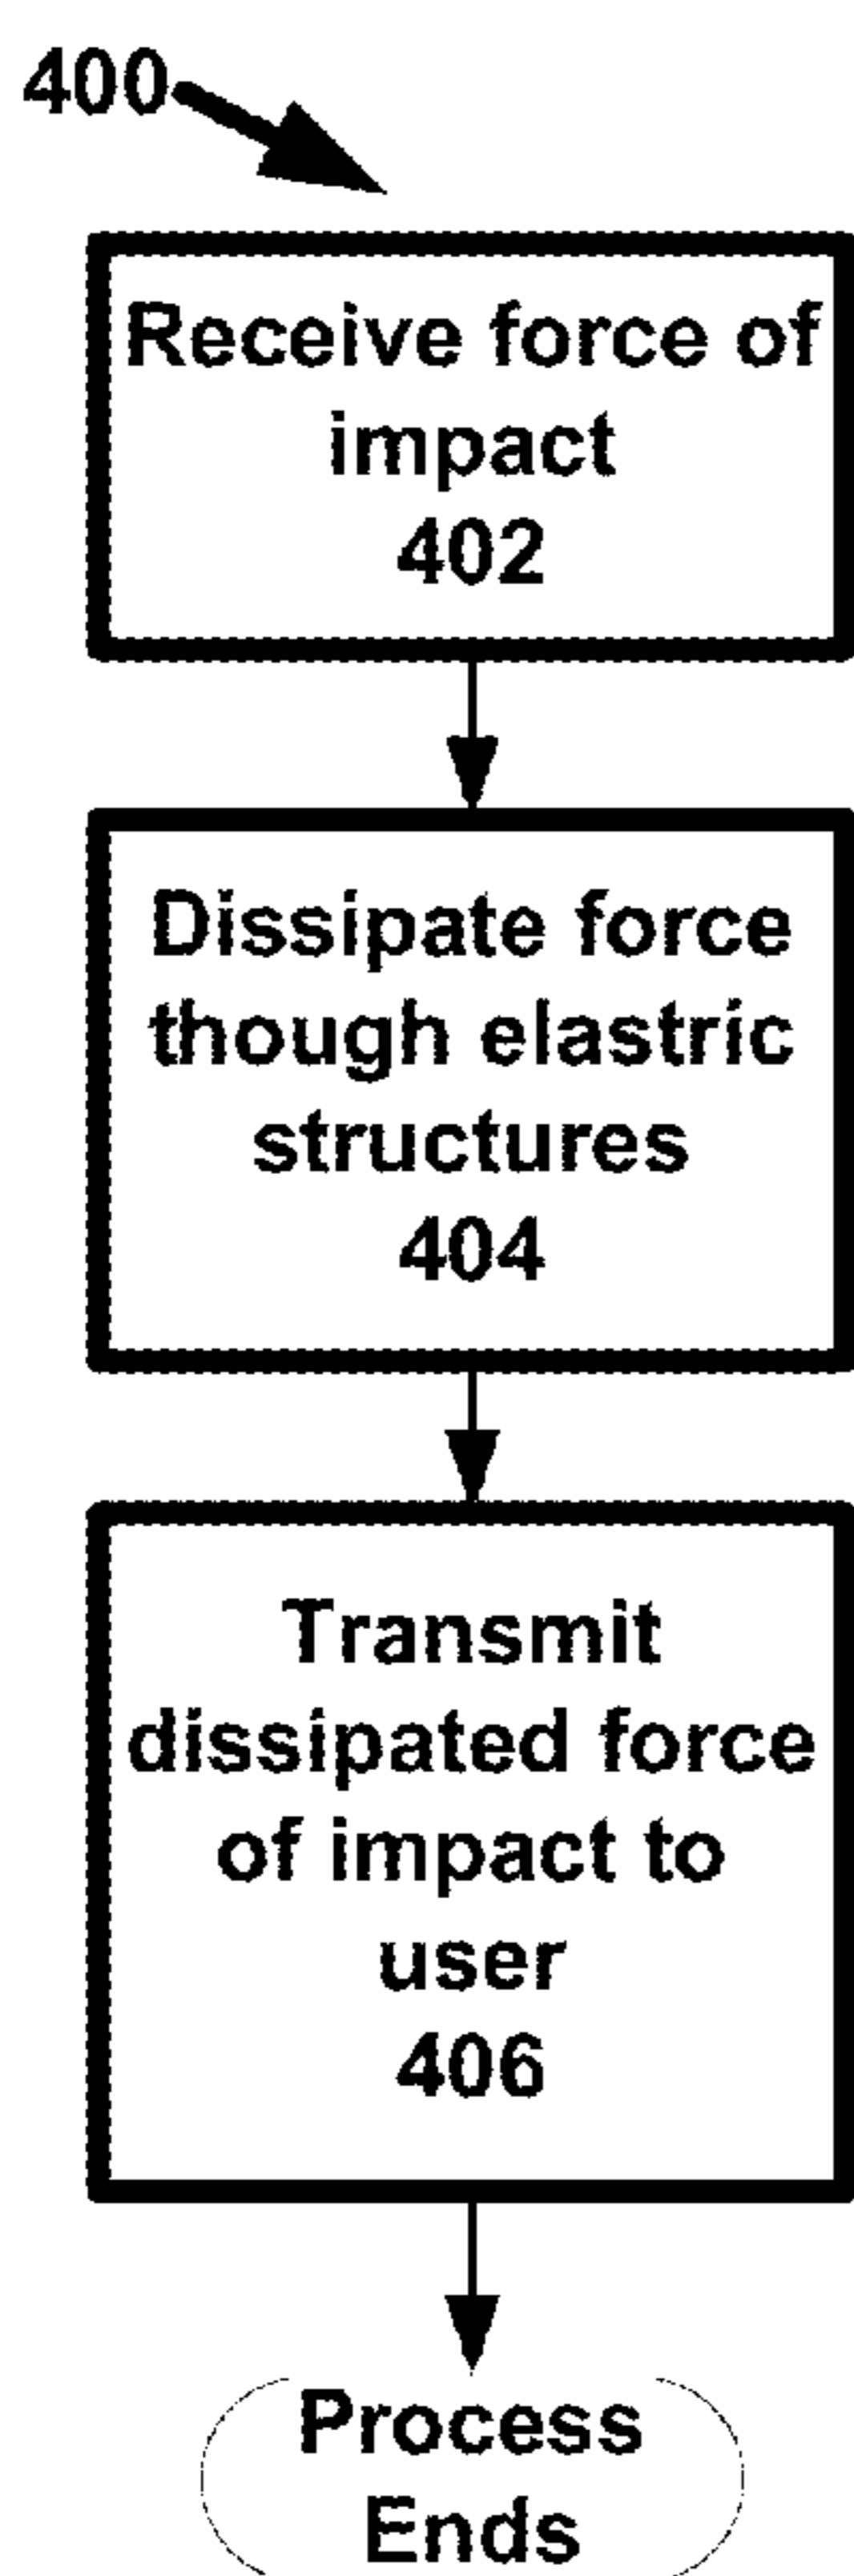 400
Receive force of
impact
402
Dissipate force
though elastric
structures
404
Transmit
dissipated force
of impact to
user
406
Process
Ends